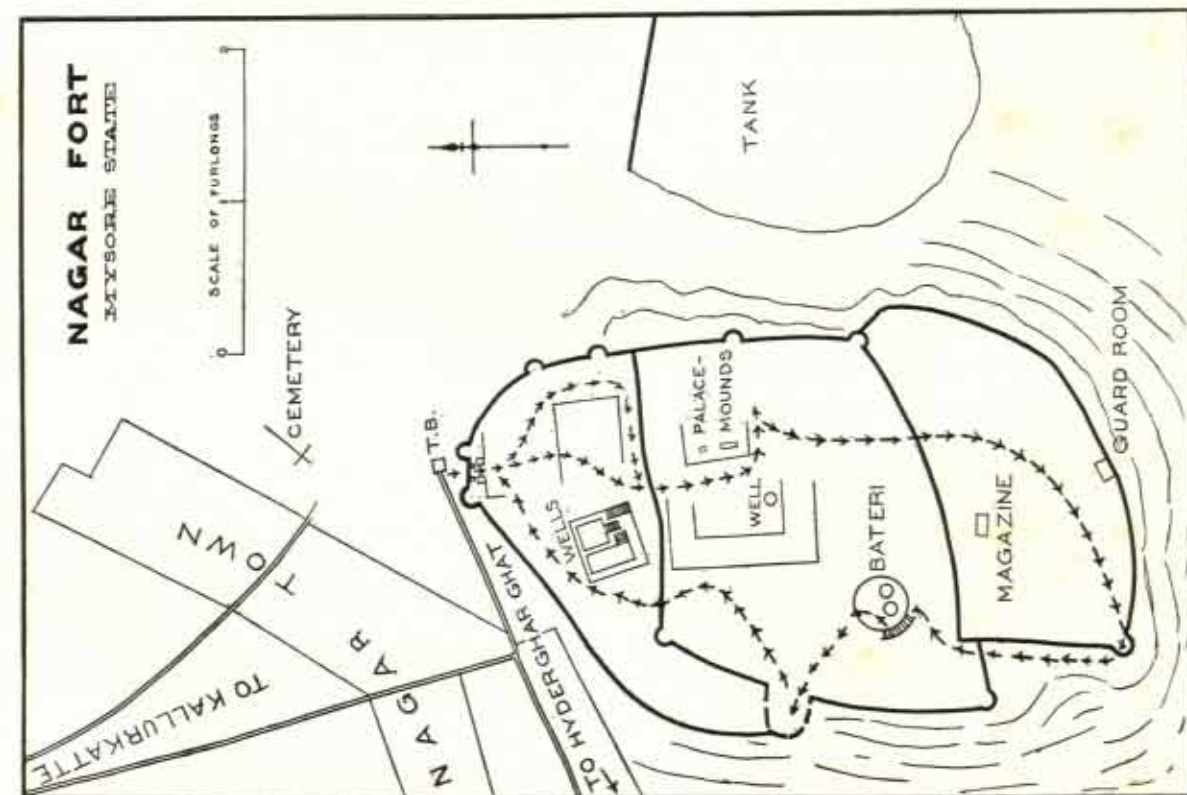 NAGAR FORT
MYSORE STATE
SCALE OF FURLONGS
0 1 2
CEMETERY
T.B.
NAGAR TOWN
TO KALLURKATTE
TO HYDERGHAR GHAT
TANK
WELLS
PALACE-
MOUNDS
WELL
BATERI
MAGAZINE
GUARD ROOM